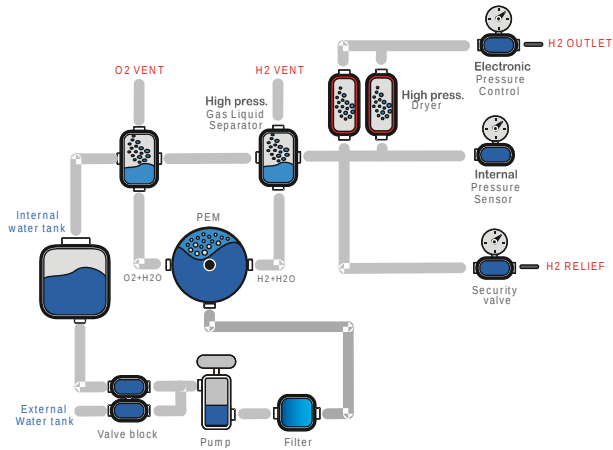 H2 OUTLET
Electronic
Pressure
Control
O2 VENT
H2 VENT
High press.
Gas Liquid
Separator
High press.
Dryer
Internal
Pressure
Sensor
Internal
water tank
PEM
O2+H2O
H2+H2O
H2 RELIEF
Security
valve
External
Water tank
Valve block
Pump
Filter